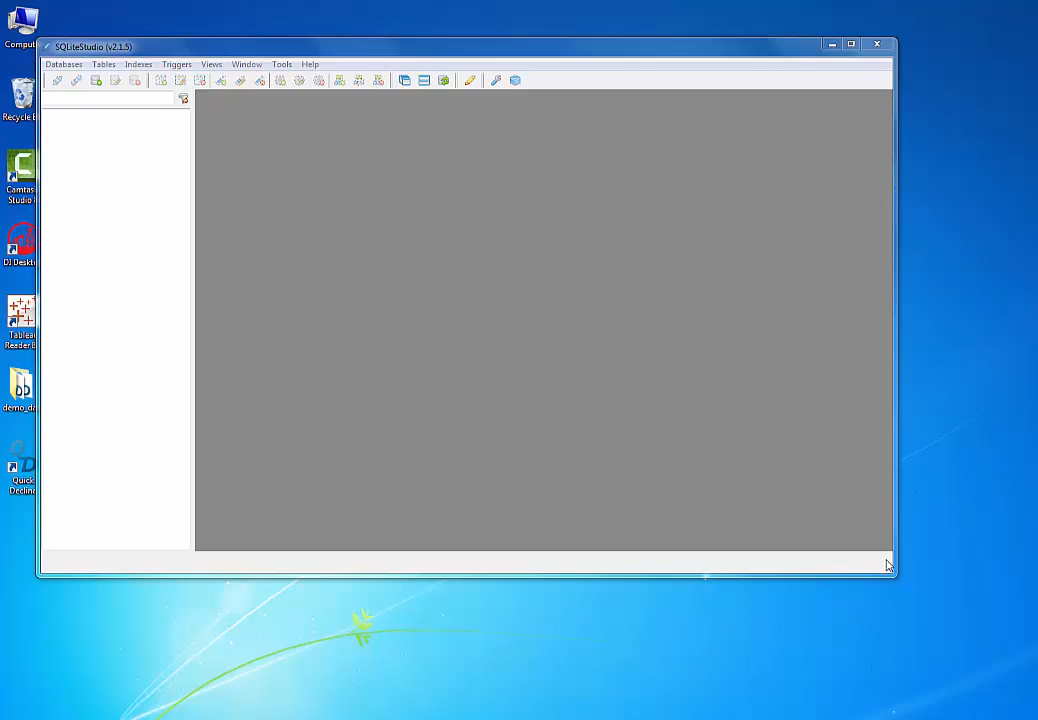 Comput
SQLiteStudio (v2.1.5)
Databases Tables Indexes Triggers Views Window Tools Help
Recycle B
Camtas
Studio
DI Deskt
Tablea
Reader
demo_da
Quick
Declin